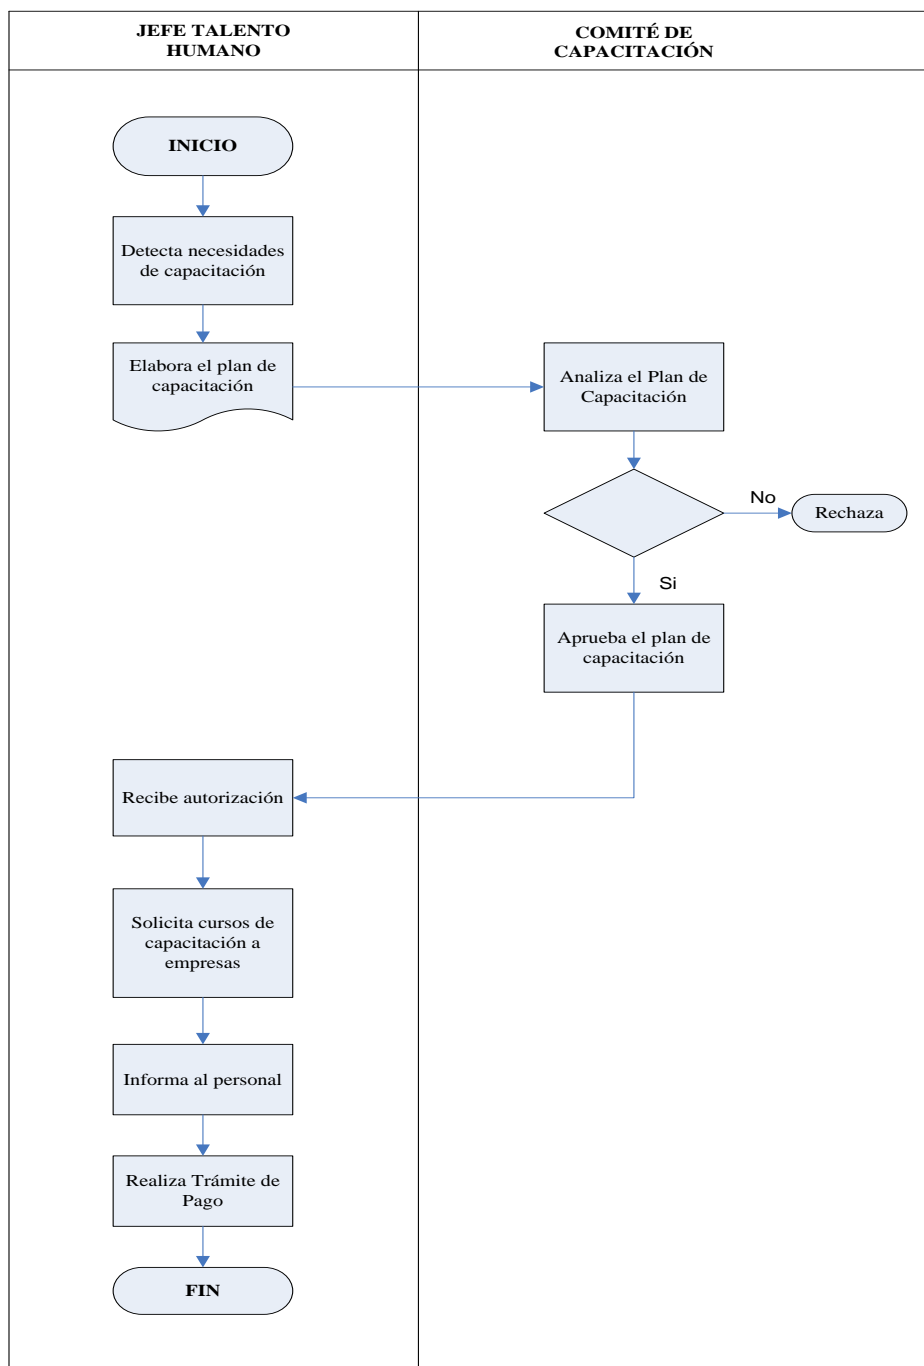 JEFE TALENTO
HUMANO
COMITÉ DE
CAPACITACIÓN
INICIO
Detecta necesidades
de capacitación
Elabora el plan de
capacitación
Analiza el Plan de
Capacitación
No
Rechaza
Si
Aprueba el plan de
capacitación
Recibe autorización
Solicita cursos de
capacitación a
empresas
Informa al personal
Realiza Trámite de
Pago
FIN